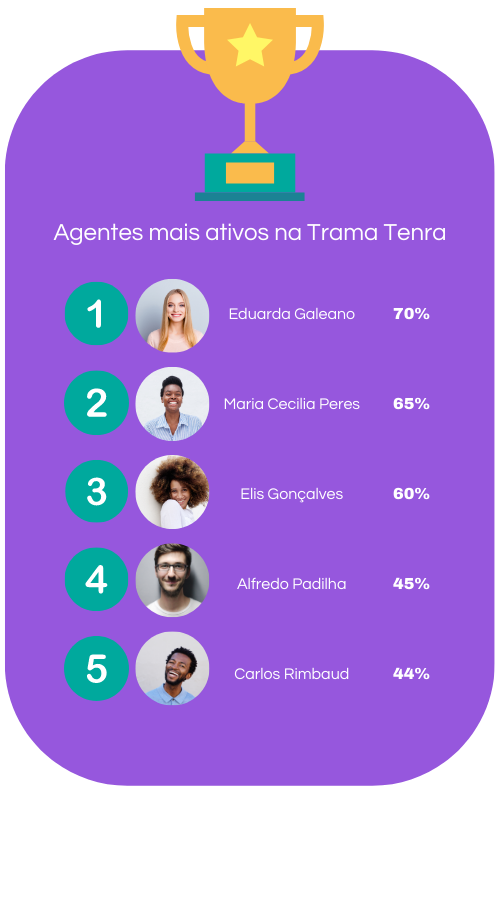 Agentes mais ativos na Trama Tenra
1 Eduarda Galeano 70%
2 Maria Cecilia Peres 65%
3 Elis Gonçalves 60%
4 Alfredo Padilha 45%
5 Carlos Rimbaud 44%